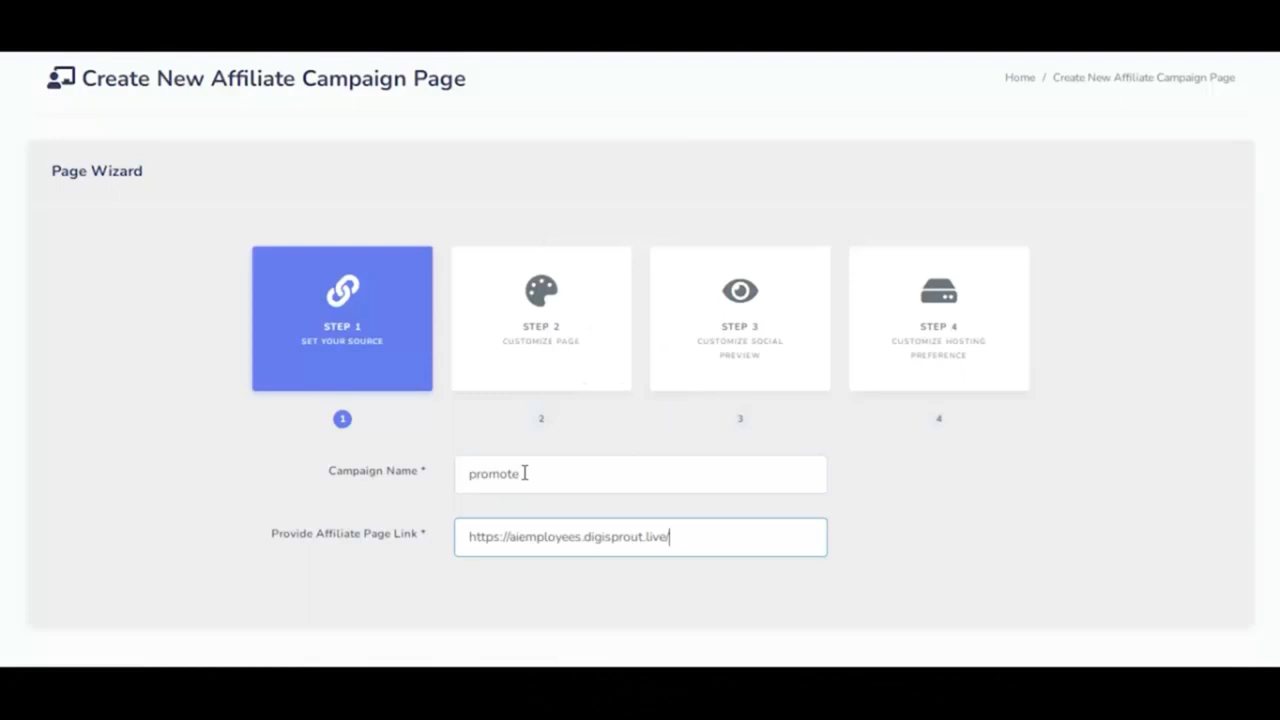 Create New Affiliate Campaign Page
Home / Create New Affiliate Campaign Page
Page Wizard
STEP 1
SET YOUR SOURCE
STEP 2
CUSTOMIZE PAGE
STEP 3
CUSTOMIZE SOCIAL
PREVIEW
STEP 4
CUSTOMIZE HOSTING
PREFERENCE
1
2
3
4
Campaign Name *
promote
Provide Affiliate Page Link *
https://aiemployees.digisprout.live/